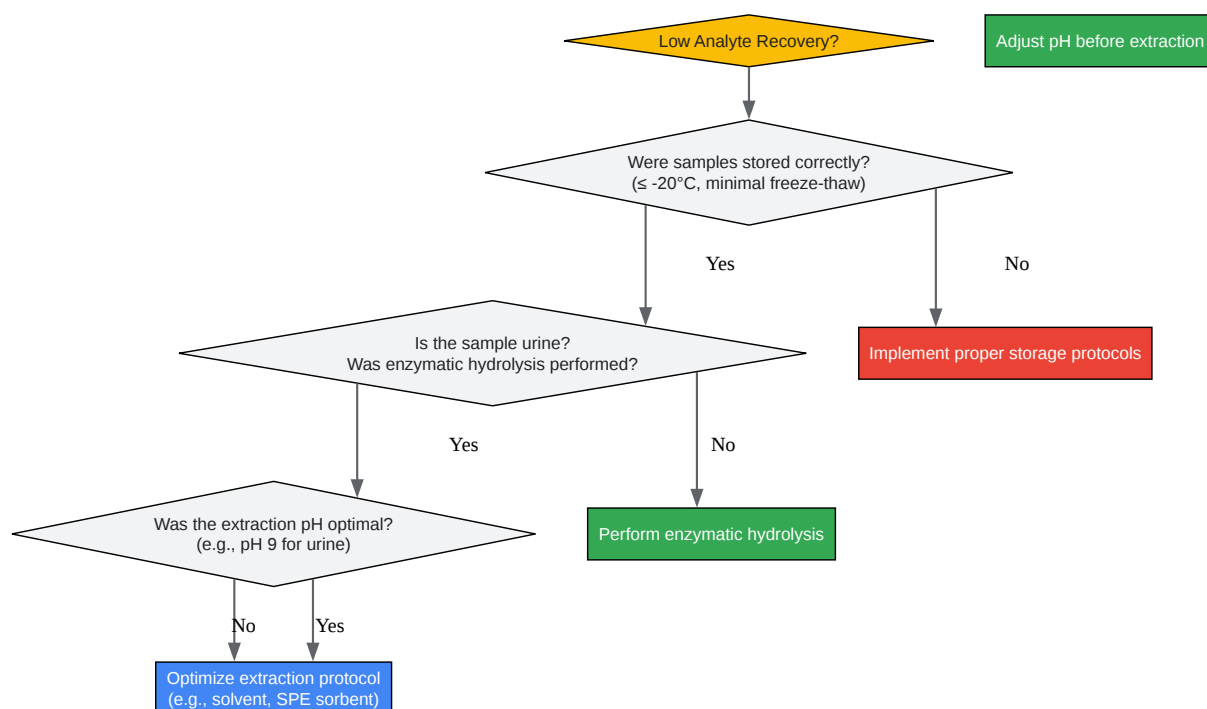 Low Analyte Recovery?
Adjust pH before extraction
Were samples stored correctly?
(≤ -20°C, minimal freeze-thaw)
Yes
No
Is the sample urine?
Was enzymatic hydrolysis performed?
Implement proper storage protocols
Yes
No
Was the extraction pH optimal?
(e.g., pH 9 for urine)
Perform enzymatic hydrolysis
No
Yes
Optimize extraction protocol
(e.g., solvent, SPE sorbent)